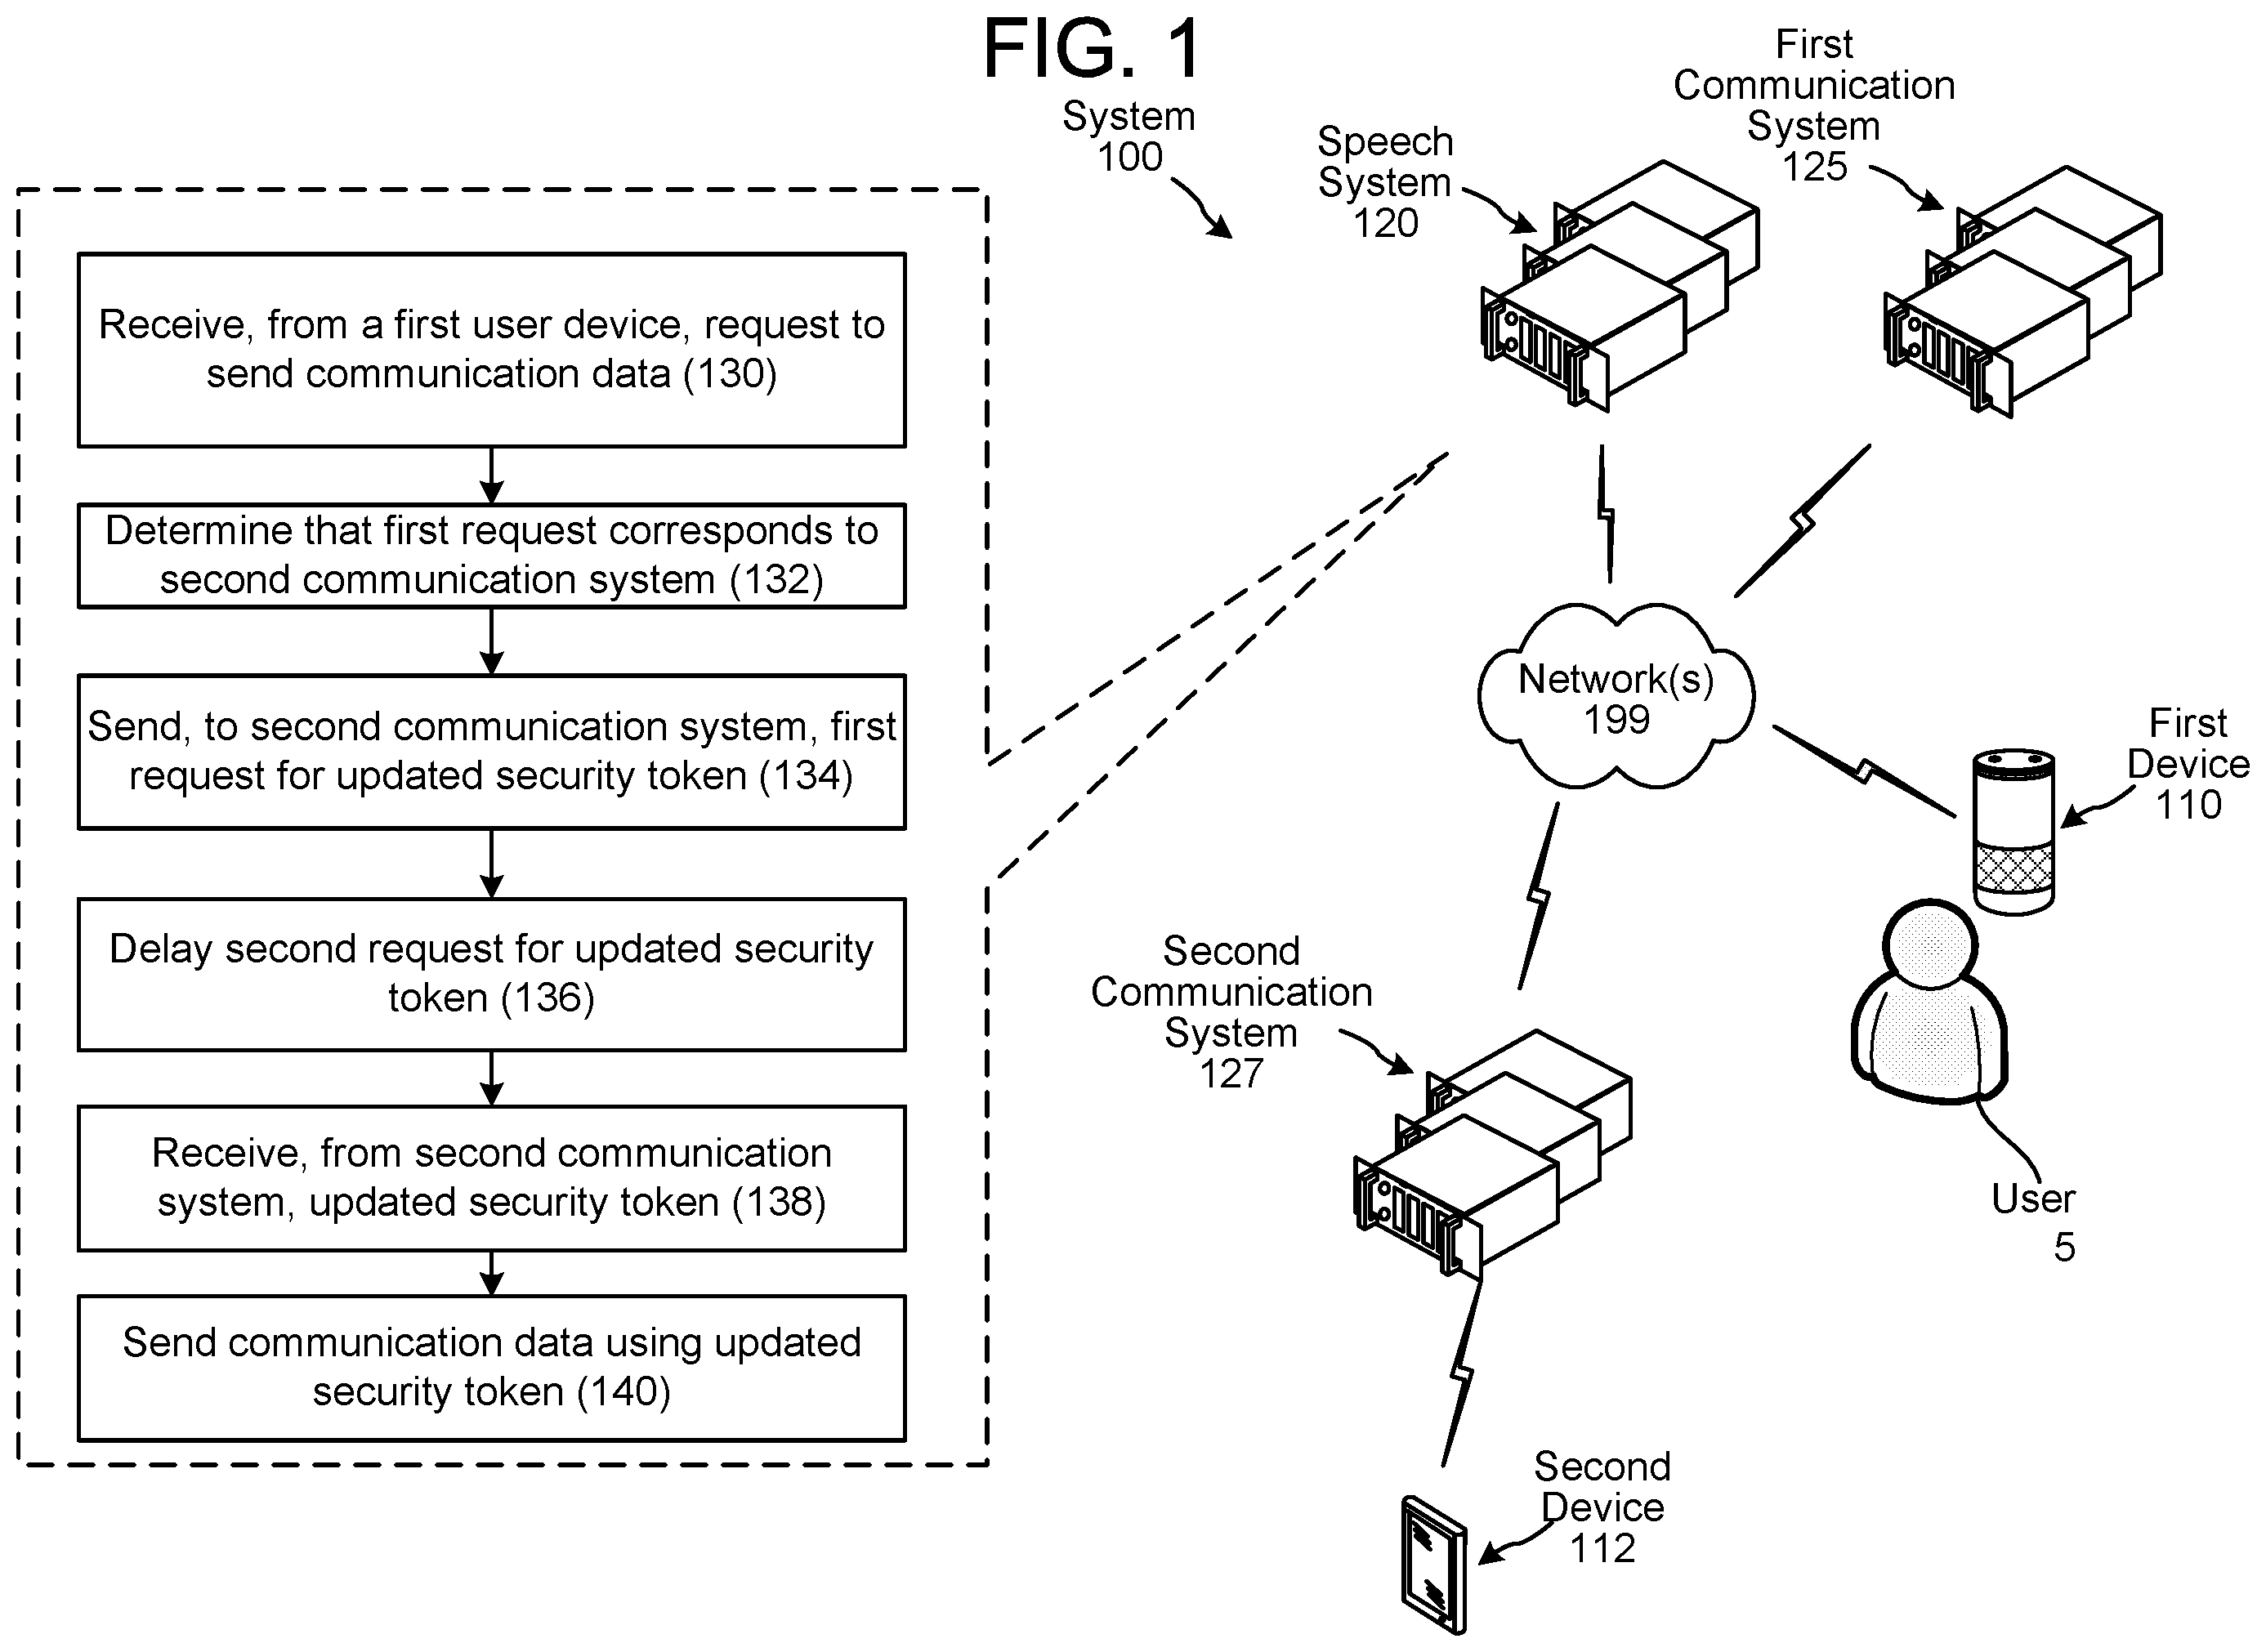 FIG. 1
System
100
Speech
System
120
First
Communication
System
125
Receive, from a first user device, request to
send communication data (130)
Determine that first request corresponds to
second communication system (132)
Send, to second communication system, first
request for updated security token (134)
Delay second request for updated security
token (136)
Receive, from second communication
system, updated security token (138)
Send communication data using updated
security token (140)
Network(s)
199
First
Device
110
Second
Communication
System
127
User
5
Second
Device
112